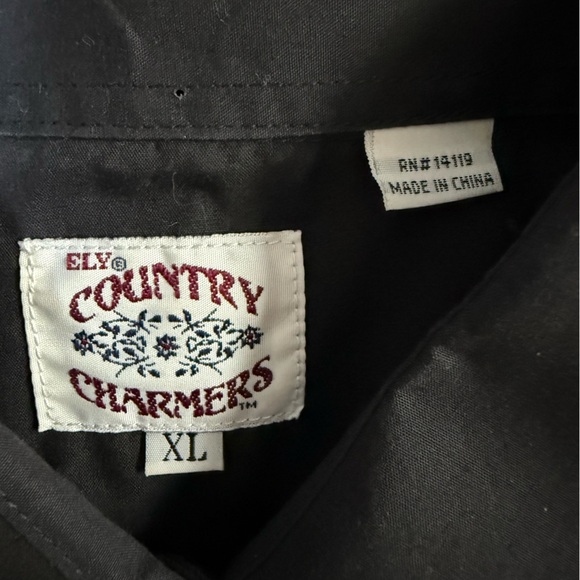 RN#14119
MADE IN CHINA
ELY®
COUNTRY
CHARMERS™
XL